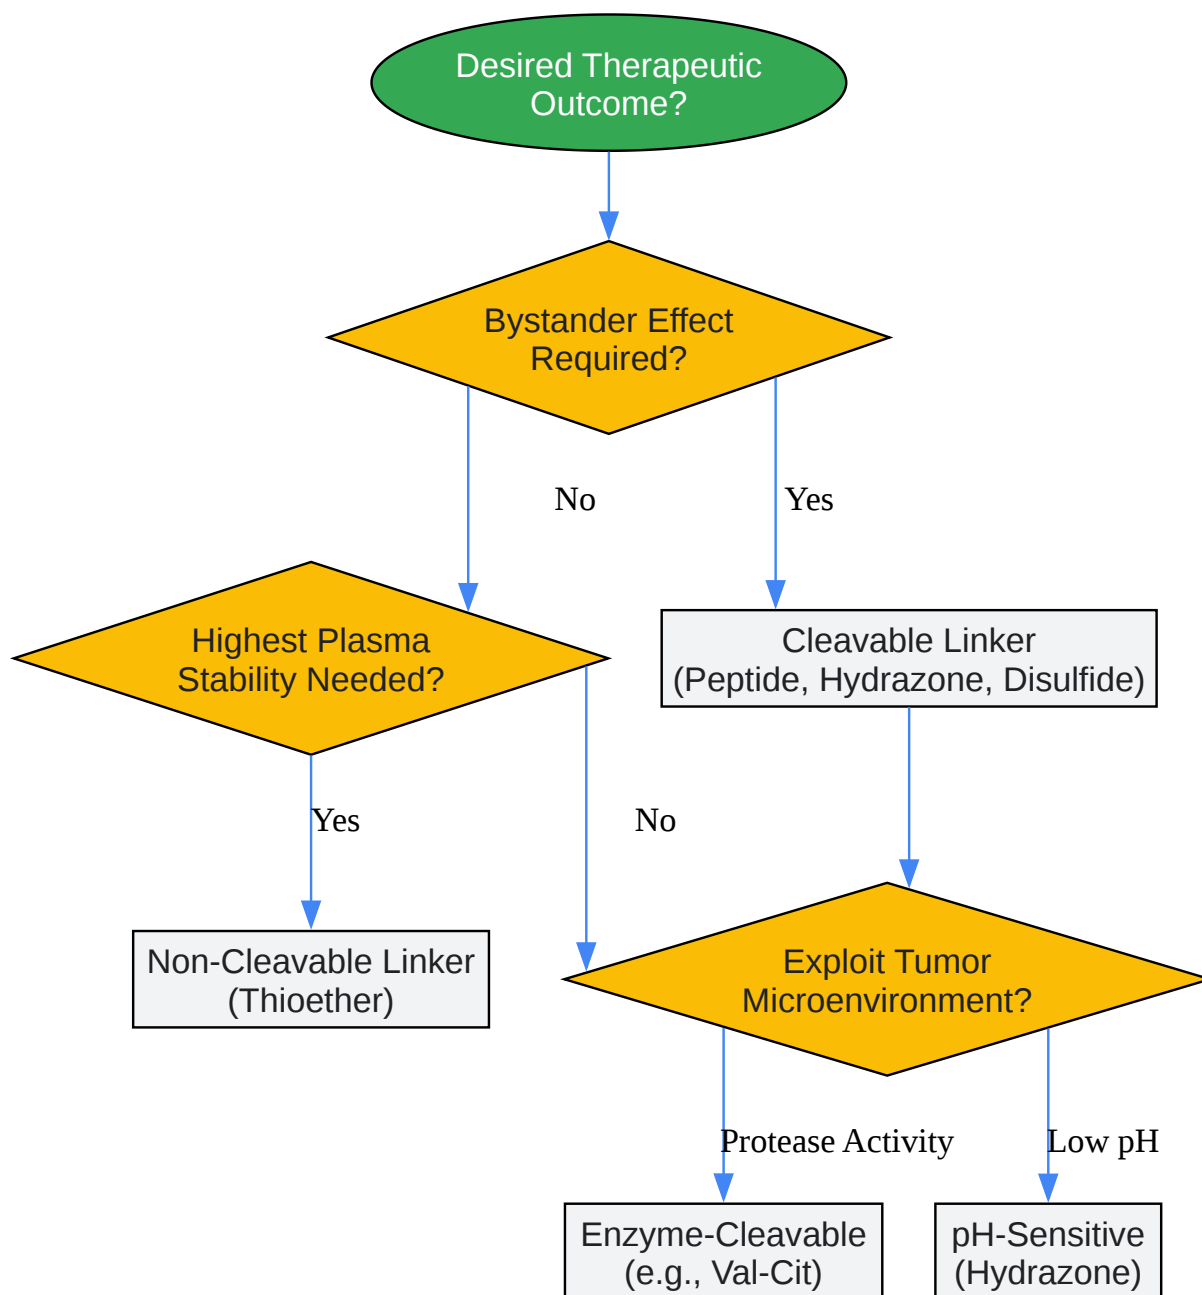 Desired Therapeutic
Outcome?
Bystander Effect
Required?
No
Yes
Highest Plasma
Stability Needed?
Cleavable Linker
(Peptide, Hydrazone, Disulfide)
Yes
No
Non-Cleavable Linker
(Thioether)
Exploit Tumor
Microenvironment?
Protease Activity
Low pH
Enzyme-Cleavable
(e.g., Val-Cit)
pH-Sensitive
(Hydrazone)